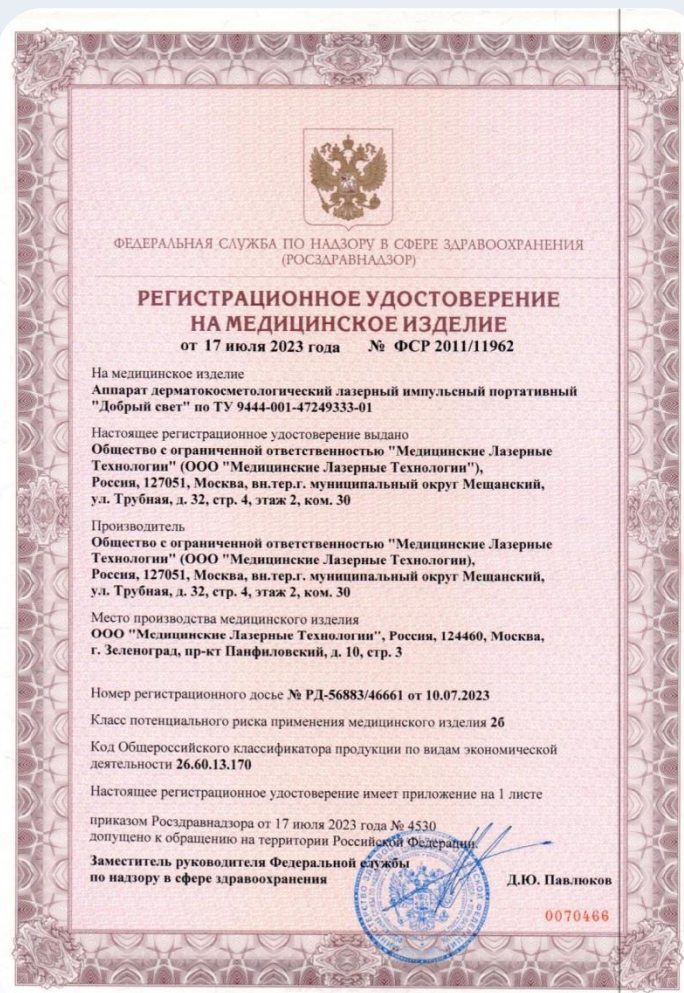 ФЕДЕРАЛЬНАЯ СЛУЖБА ПО НАДЗОРУ В СФЕРЕ ЗДРАВООХРАНЕНИЯ
(РОСЗДРАВНАДЗОР)
РЕГИСТРАЦИОННОЕ УДОСТОВЕРЕНИЕ
НА МЕДИЦИНСКОЕ ИЗДЕЛИЕ
от 17 июля 2023 года № ФСР 2011/11962
На медицинское изделие
Аппарат дерматокосметологический лазерный импульсный портативный
"Добрый свет" по ТУ 9444-001-47249333-01
Настоящее регистрационное удостоверение выдано
Общество с ограниченной ответственностью "Медицинские Лазерные
Технологии" (ООО "Медицинские Лазерные Технологии"),
Россия, 127051, Москва, вн.тер.г. муниципальный округ Мещанский,
ул. Трубная, д. 32, стр. 4, этаж 2, ком. 30
Производитель
Общество с ограниченной ответственностью "Медицинские Лазерные
Технологии" (ООО "Медицинские Лазерные Технологии),
Россия, 127051, Москва, вн.тер.г. муниципальный округ Мещанский,
ул. Трубная, д. 32, стр. 4, этаж 2, ком. 30
Место производства медицинского изделия
ООО "Медицинские Лазерные Технологии", Россия, 124460, Москва,
г. Зеленоград, пр-кт Панфиловский, д. 10, стр. 3
Номер регистрационного досье № РД-56883/46661 от 10.07.2023
Класс потенциального риска применения медицинского изделия 2б
Код Общероссийского классификатора продукции по видам экономической
деятельности 26.60.13.170
Настоящее регистрационное удостоверение имеет приложение на 1 листе
приказом Росздравнадзора от 17 июля 2023 года № 4530
допущено к обращению на территории Российской Федерации.
Заместитель руководителя Федеральной службы
по надзору в сфере здравоохранения
Д.Ю. Павлюков
0070466